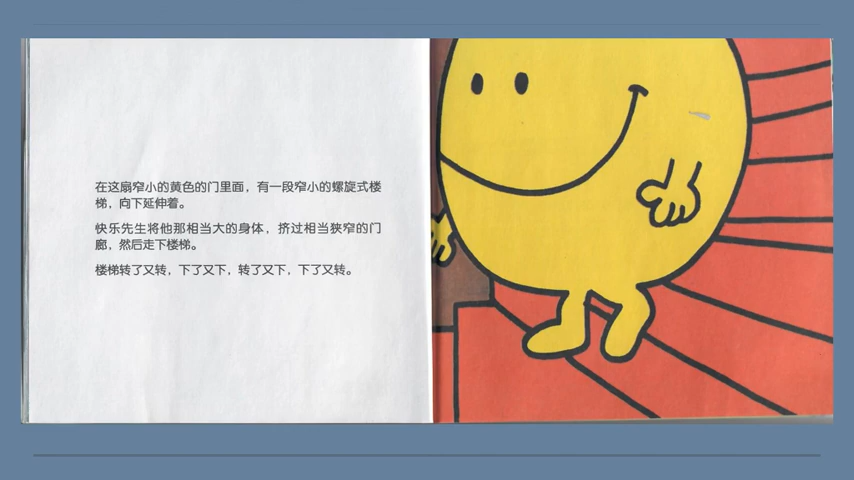 在这扇窄小的黄色的门里面，有一段窄小的螺旋式楼
梯，向下延伸着。
快乐先生将他那相当大的身体，挤过相当狭窄的门
廊，然后走下楼梯。
楼梯转了又转，下了又下，转了又下，下了又转。